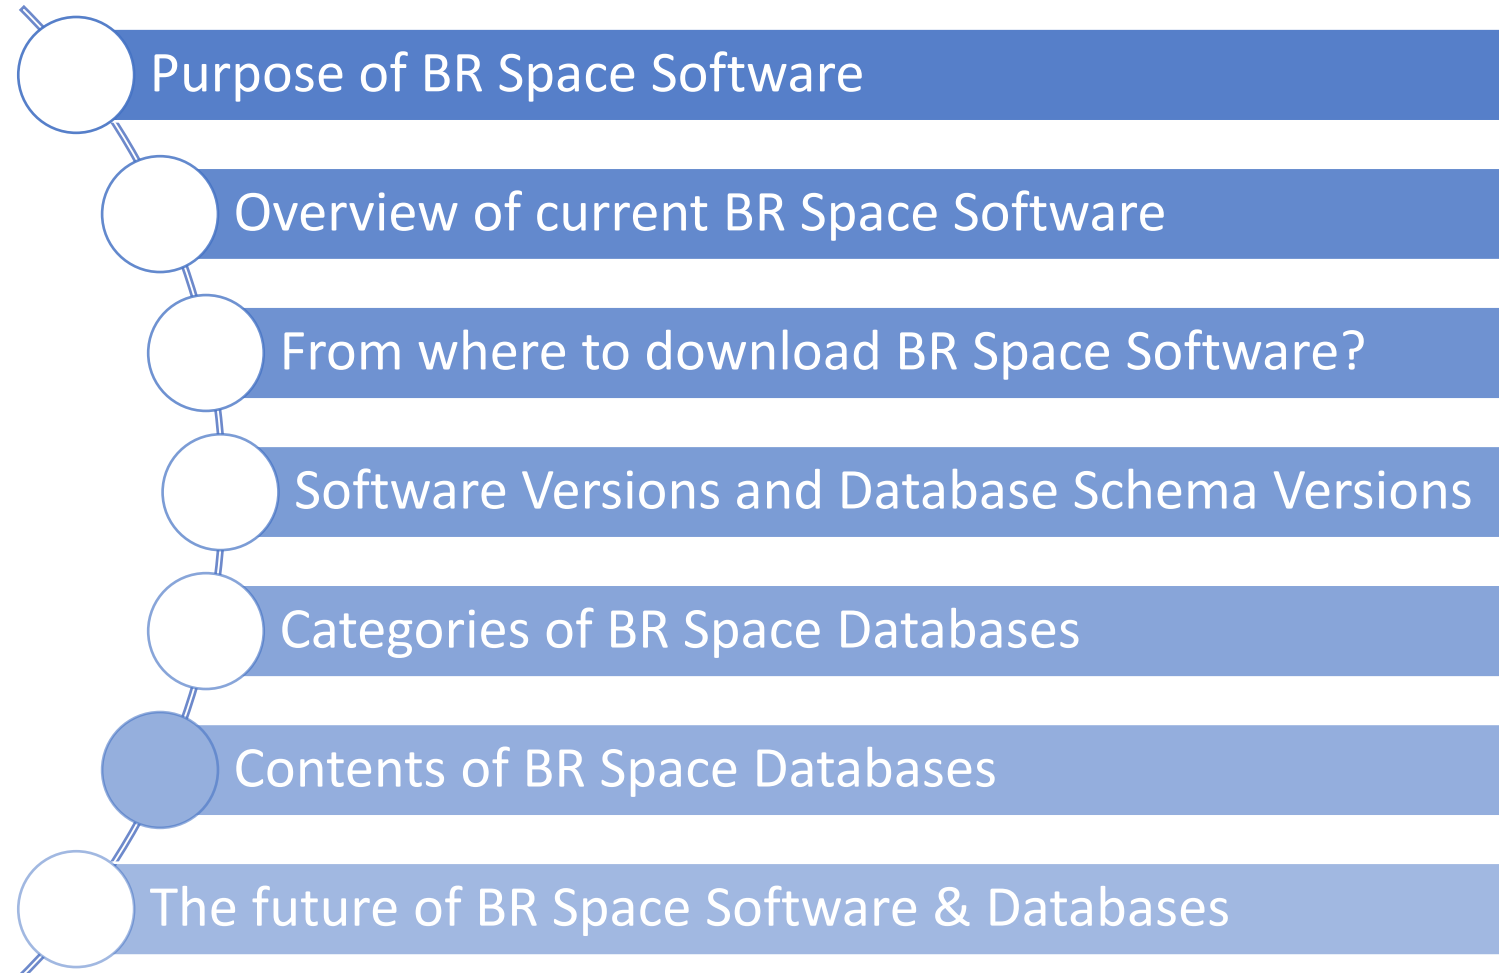 Purpose of BR Space Software
Overview of current BR Space Software
From where to download BR Space Software?
Software Versions and Database Schema Versions
Categories of BR Space Databases
Contents of BR Space Databases
The future of BR Space Software & Databases